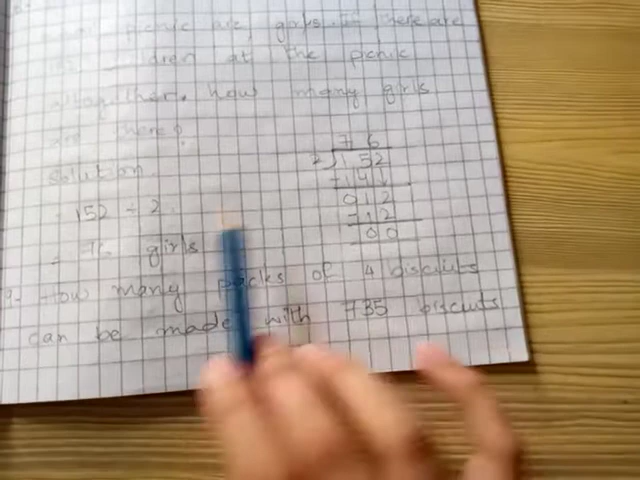 picnic are girls. If there are
at the picnic
altogether. how many girls
are there?
Solution.
152 ÷ 2.
= 76 girls
76
2)152
-14↓
012
-12
00
9- How many packs of 4 biscuits
can be made with 735 biscuits